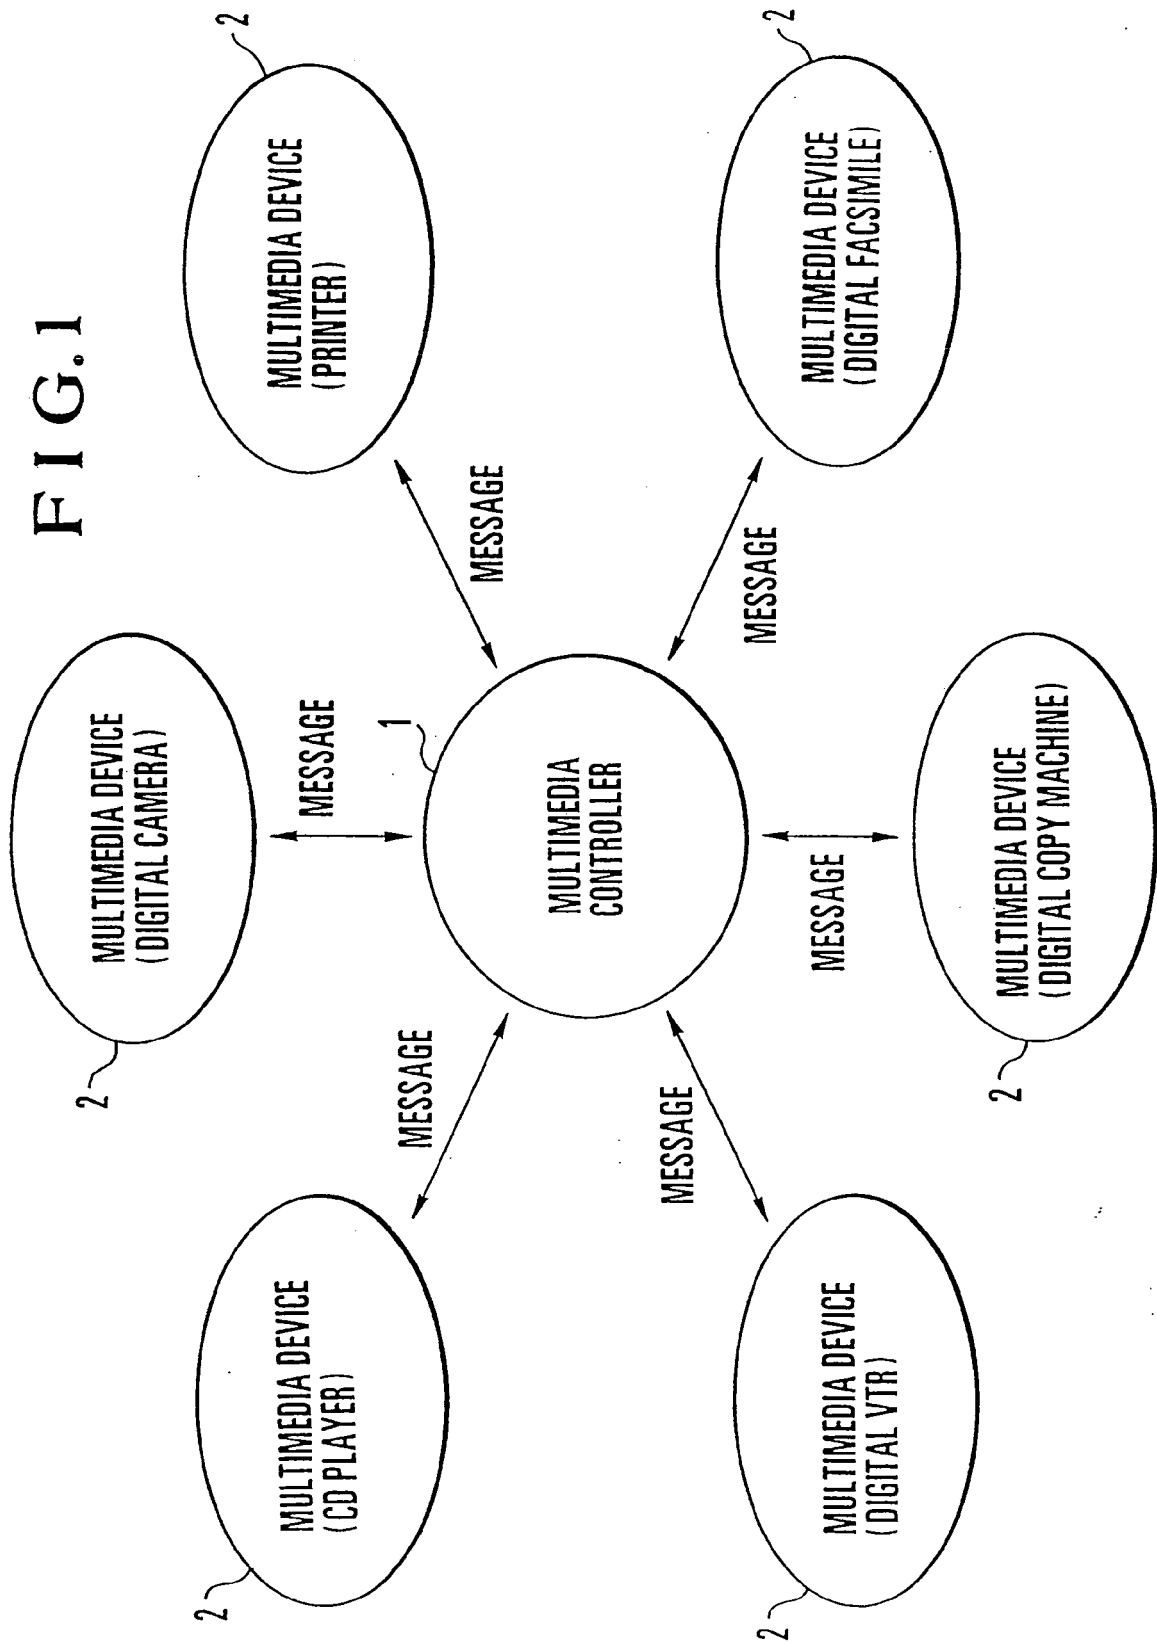 FIG.1
2
MULTIMEDIA DEVICE
(DIGITAL CAMERA)
2
MULTIMEDIA DEVICE
(CD PLAYER)
2
MULTIMEDIA DEVICE
(PRINTER)
MESSAGE
MESSAGE
MESSAGE
1
MULTIMEDIA
CONTROLLER
MESSAGE
MESSAGE
MESSAGE
2
MULTIMEDIA DEVICE
(DIGITAL VTR)
2
MULTIMEDIA DEVICE
(DIGITAL FACSIMILE)
2
MULTIMEDIA DEVICE
(DIGITAL COPY MACHINE)